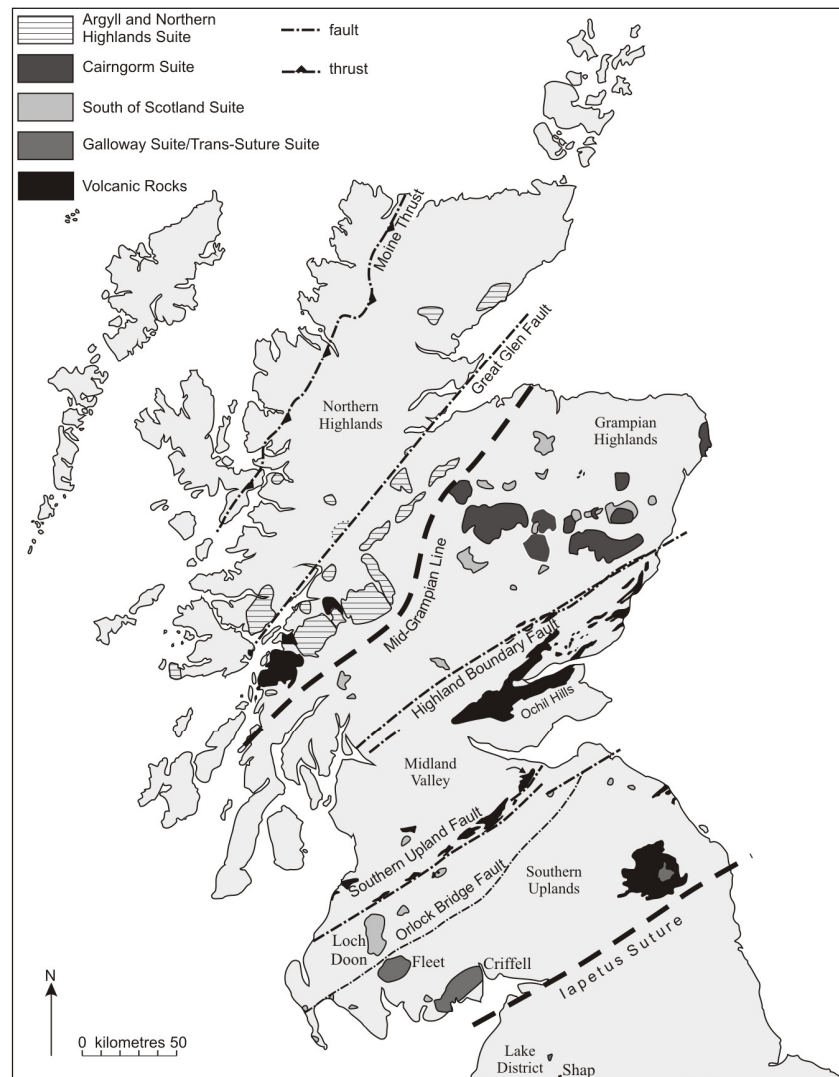 Argyll and Northern
Highlands Suite
fault
Cairngorm Suite
thrust
South of Scotland Suite
Galloway Suite/Trans-Suture Suite
Volcanic Rocks
Moine Thrust
Great Glen Fault
Northern
Highlands
Grampian
Highlands
Mid-Grampian Line
Highland Boundary Fault
Ochil Hills
Midland
Valley
Southern Upland Fault
Orlock Bridge Fault
Southern
Uplands
Loch
Doon
Fleet
Criffell
Iapetus Suture
N
0 kilometres 50
Lake
District
Shap